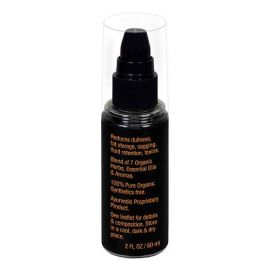 Reduces dullness,
fat storage, sagging,
fluid retention, toxins.
Blend of 7 Organic
Herbs, Essential Oils
& Aromas.
100% Pure Organic.
Synthetics free.
Ayurvedic Proprietary
Product.
See leaflet for details
& composition. Store
in a cool, dark & dry
place.
2 FL OZ / 60 ml